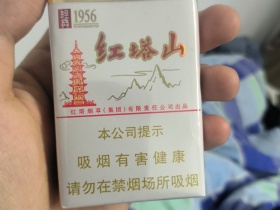 经典
1956
红塔山
红塔烟草(集团)有限责任公司出品
本公司提示
吸烟有害健康
请勿在禁烟场所吸烟